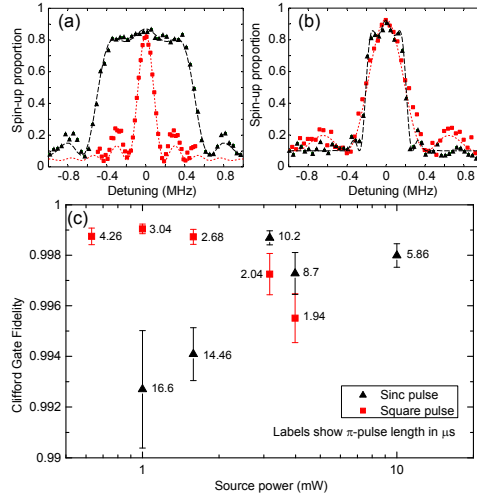 (a)
(b)
Spin-up proportion
1
0.8
0.6
0.4
0.2
0
-0.8 -0.4 0 0.4 0.8
Detuning (MHz)
Spin-up proportion
1
0.8
0.6
0.4
0.2
0
-0.8 -0.4 0 0.4 0.8
Detuning (MHz)
(c)
Clifford Gate Fidelity
1
0.998
0.996
0.994
0.992
0.99
4.26
3.04
2.68
10.2
2.04
8.7
1.94
5.86
14.46
16.6
Sinc pulse
Square pulse
Labels show π-pulse length in μs
1 10
Source power (mW)